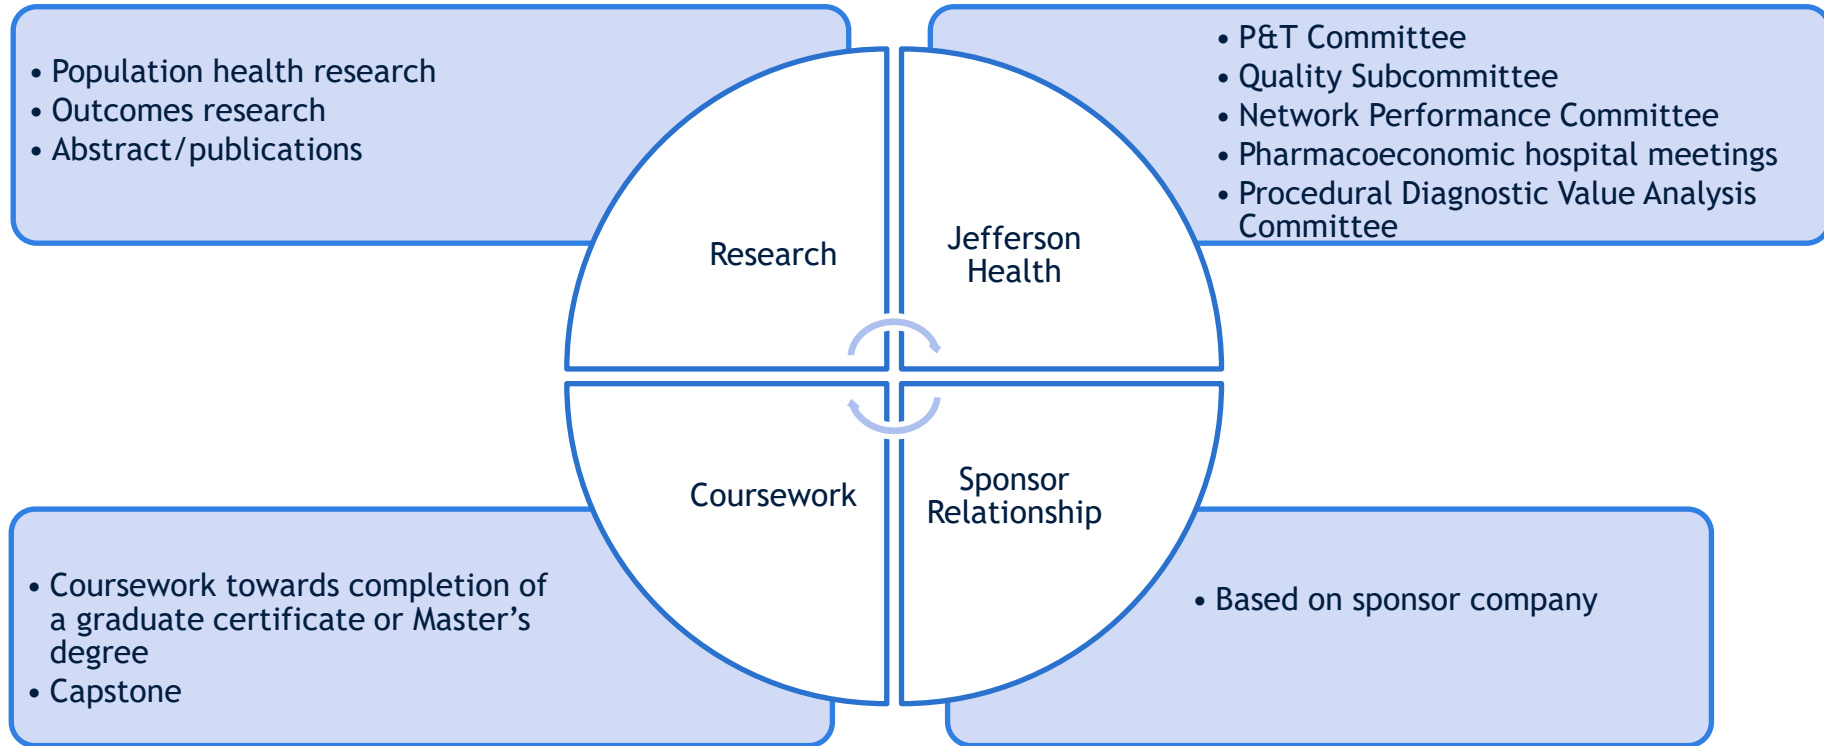 • Population health research
• Outcomes research
• Abstract/publications
• P&T Committee
• Quality Subcommittee
• Network Performance Committee
• Pharmacoeconomic hospital meetings
• Procedural Diagnostic Value Analysis
Committee
Research
Jefferson
Health
Coursework
Sponsor
Relationship
• Coursework towards completion of
a graduate certificate or Master’s
degree
• Capstone
• Based on sponsor company